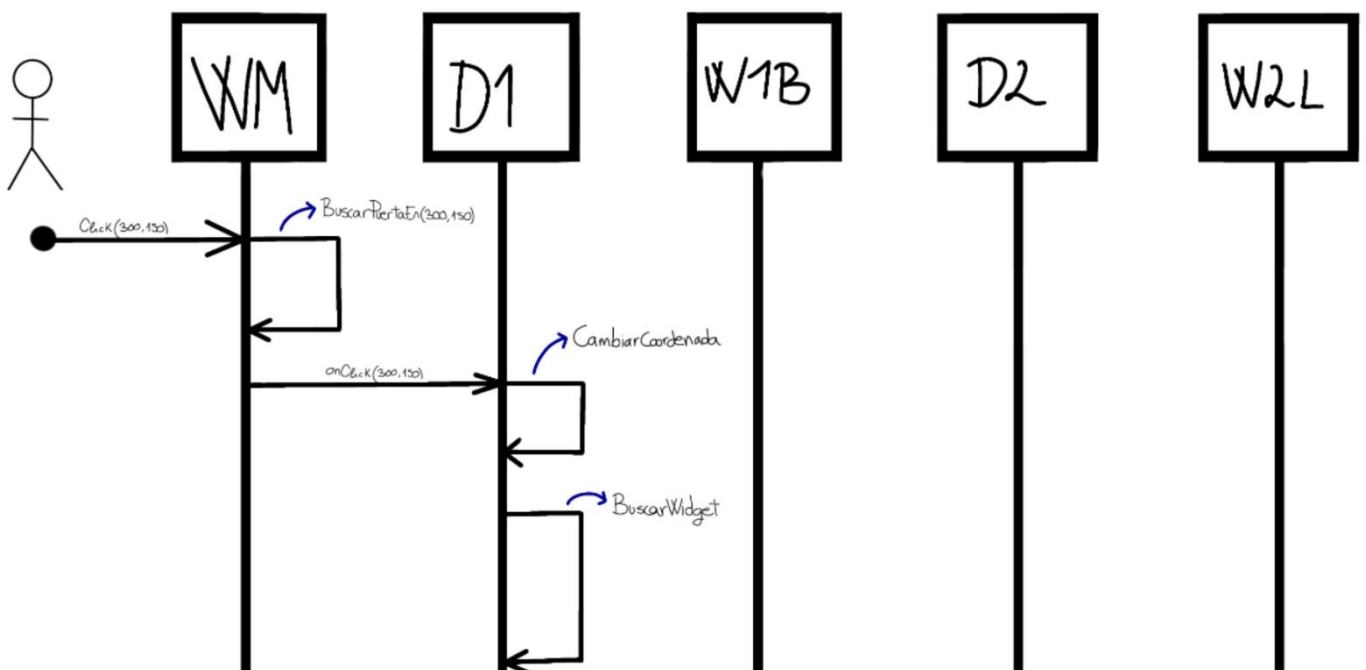 WM
D1
W1B
D2
W2L
Click(300,150)
BuscarPuertaEn(300,150)
CambiarCoordenada
onClick(300,150)
BuscarWidget